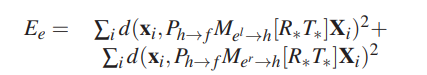 E_e = ∑_i d(x_i, P_{h→f} M_{e^l→h} [R_* T_*] X_i)^2 +
∑_i d(x_i, P_{h→f} M_{e^r→h} [R_* T_*] X_i)^2